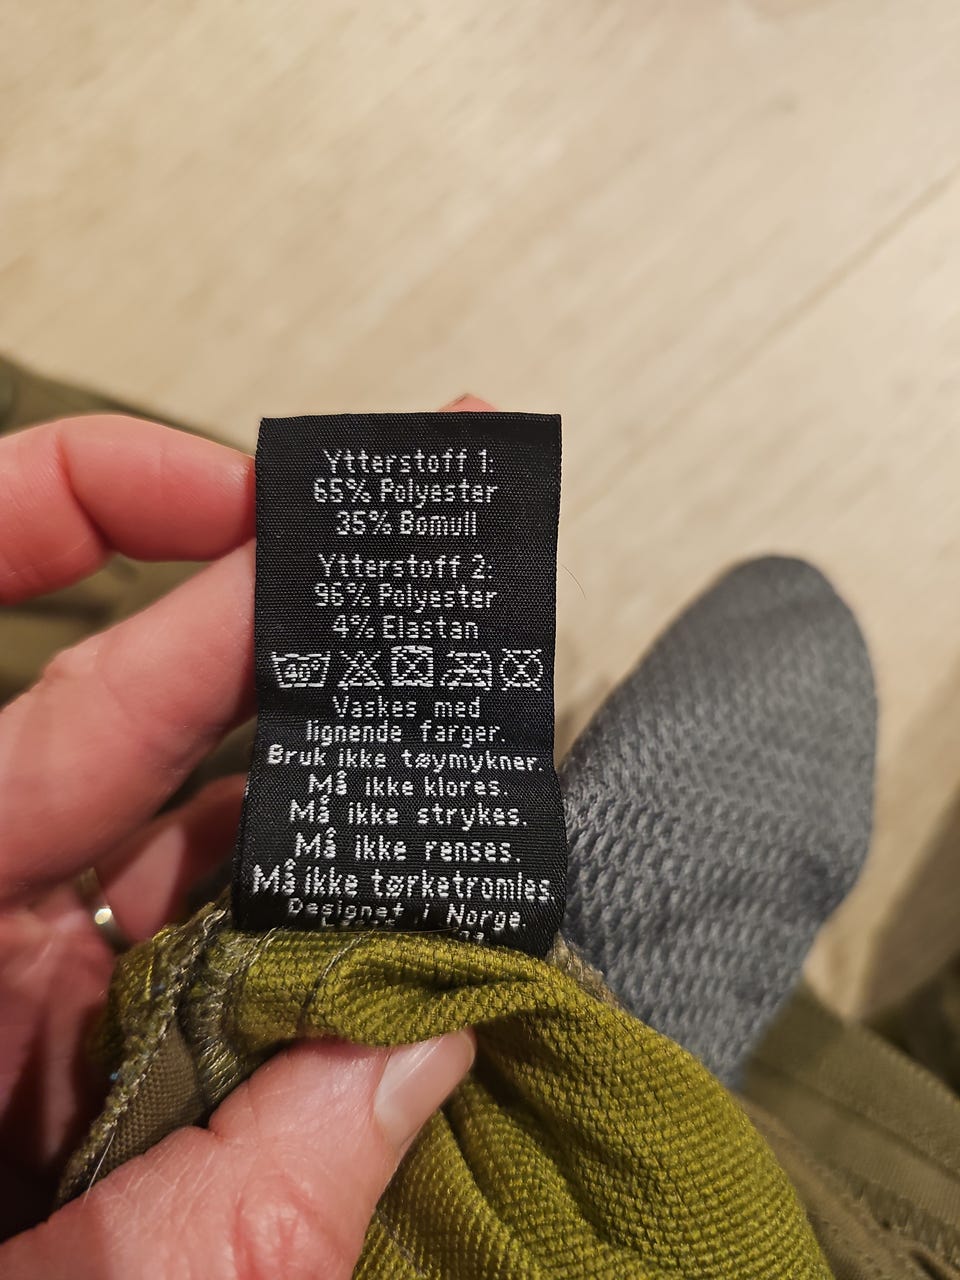 Ytterstoff 1:
65% Polyester
35% Bomull
Ytterstoff 2:
96% Polyester
4% Elastan
40°
Vaskes med
lignende farger.
Bruk ikke tøymykner.
Må ikke klores.
Må ikke strykes.
Må ikke renses.
Må ikke tørketromles.
Designet i Norge.